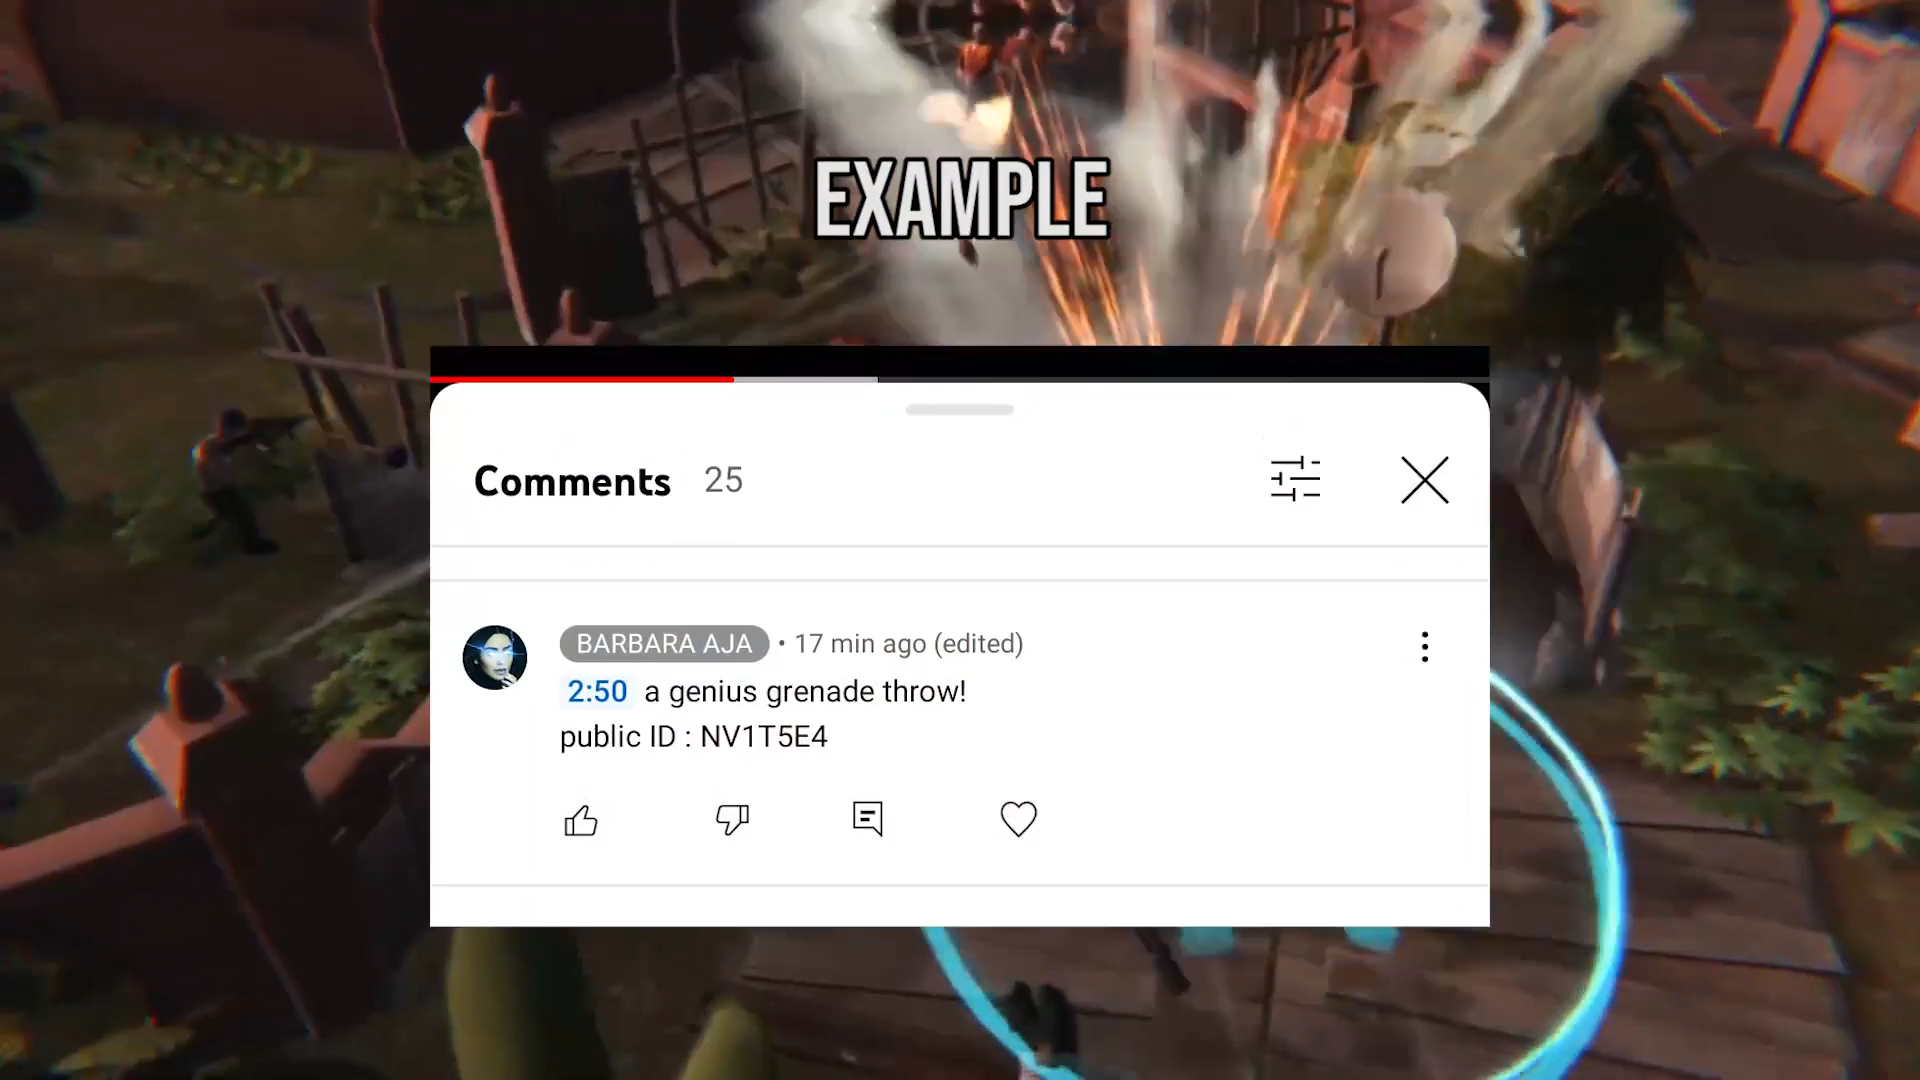 EXAMPLE
Comments 25
BARBARA AJA • 17 min ago (edited)
2:50 a genius grenade throw!
public ID : NV1T5E4